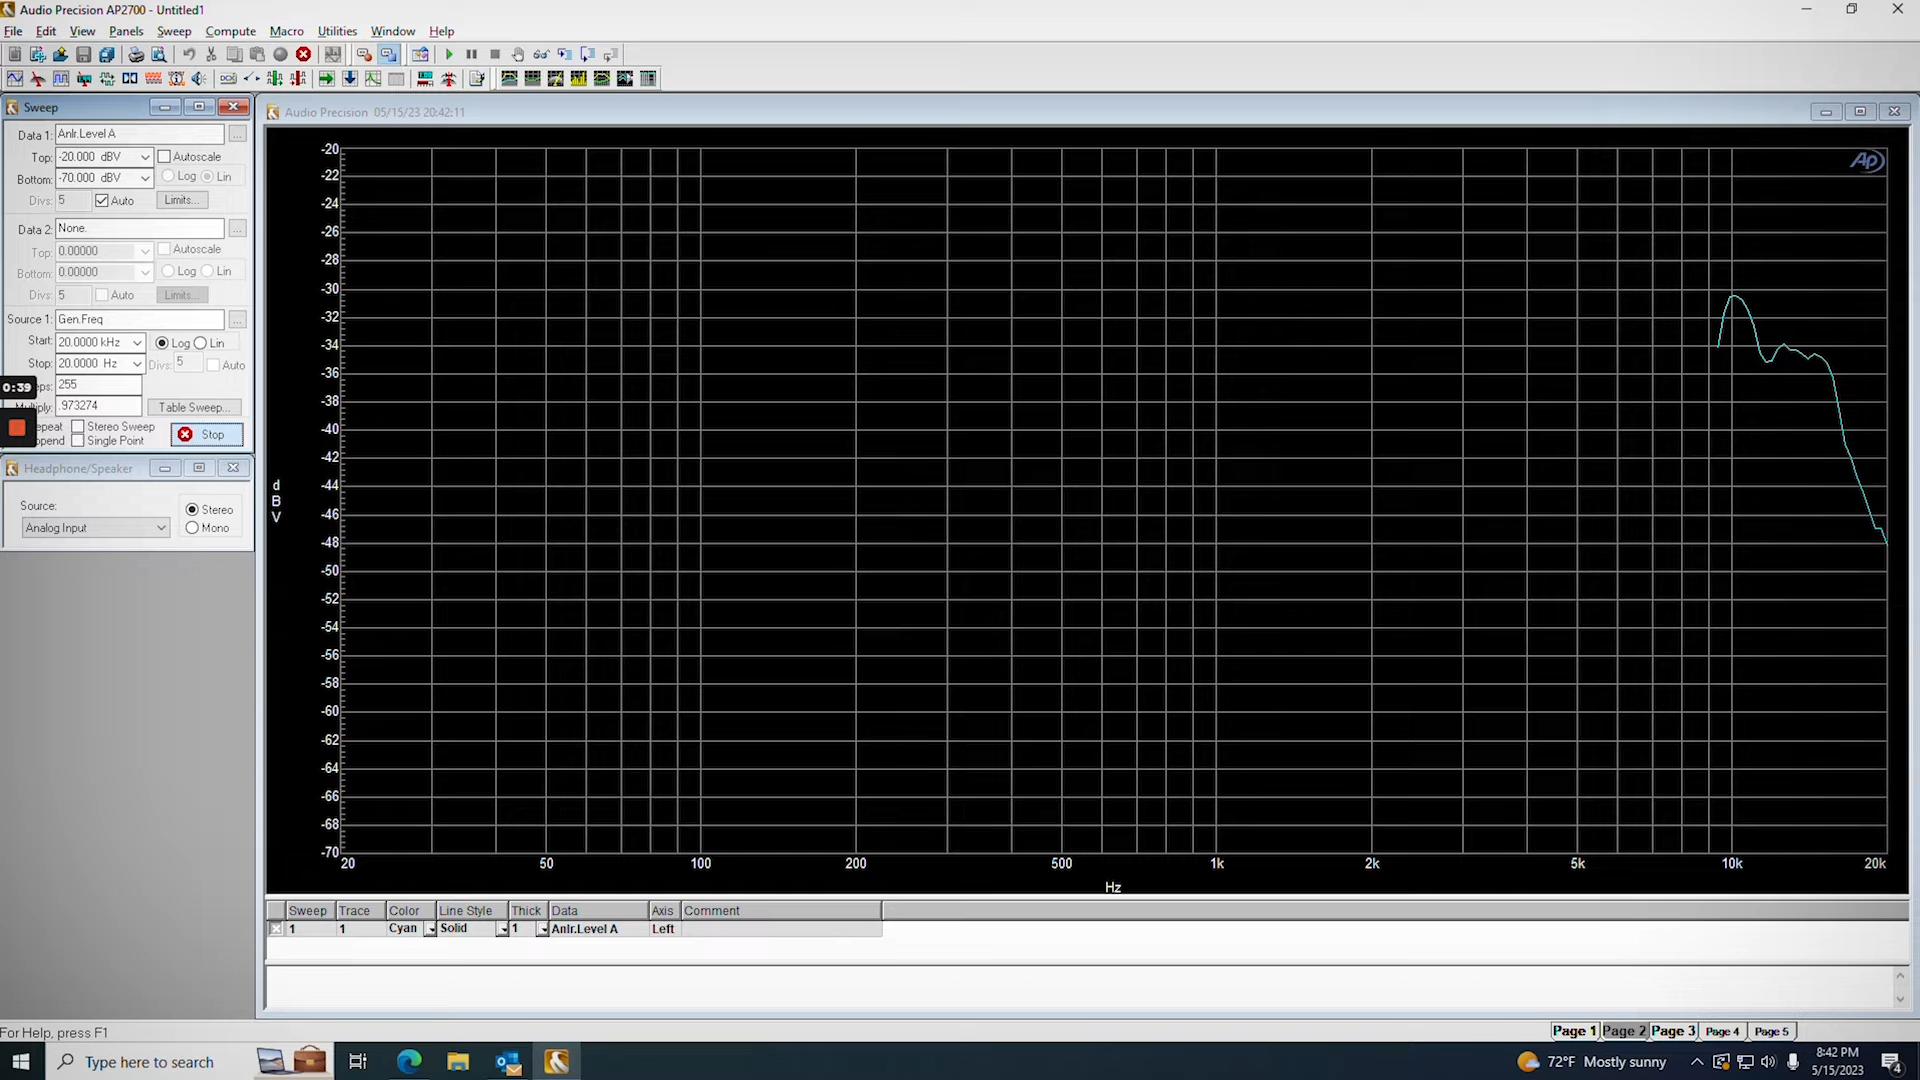 Audio Precision AP2700 - Untitled1
File Edit View Panels Sweep Compute Macro Utilities Window Help
Sweep
Data 1: Anlr.Level A ...
Top: -20.000 dBV Autoscale
Bottom: -70.000 dBV Log Lin
Divs: 5 Auto Limits...
Data 2: None. ...
Top: 0.00000 Autoscale
Bottom: 0.00000 Log Lin
Divs: 5 Auto Limits...
Source 1: Gen.Freq ...
Start: 20.0000 kHz Log Lin
Stop: 20.0000 Hz Divs: 5 Auto
0:39 eps: 255
Multiply: .973274 Table Sweep...
epeat Stereo Sweep
pend Single Point Stop
Headphone/Speaker
Source:
Analog Input
Stereo
Mono
Audio Precision 05/15/23 20:42:11
Ap
-20
-22
-24
-26
-28
-30
-32
-34
-36
-38
-40
-42
-44
-46
-48
-50
-52
-54
-56
-58
-60
-62
-64
-66
-68
-70
d
B
V
20 50 100 200 500 1k 2k 5k 10k 20k
Hz
Sweep Trace Color Line Style Thick Data Axis Comment
1 1 Cyan Solid 1 Anlr.Level A Left
For Help, press F1
Page 1 Page 2 Page 3 Page 4 Page 5
Type here to search
72°F Mostly sunny
8:42 PM
5/15/2023
4